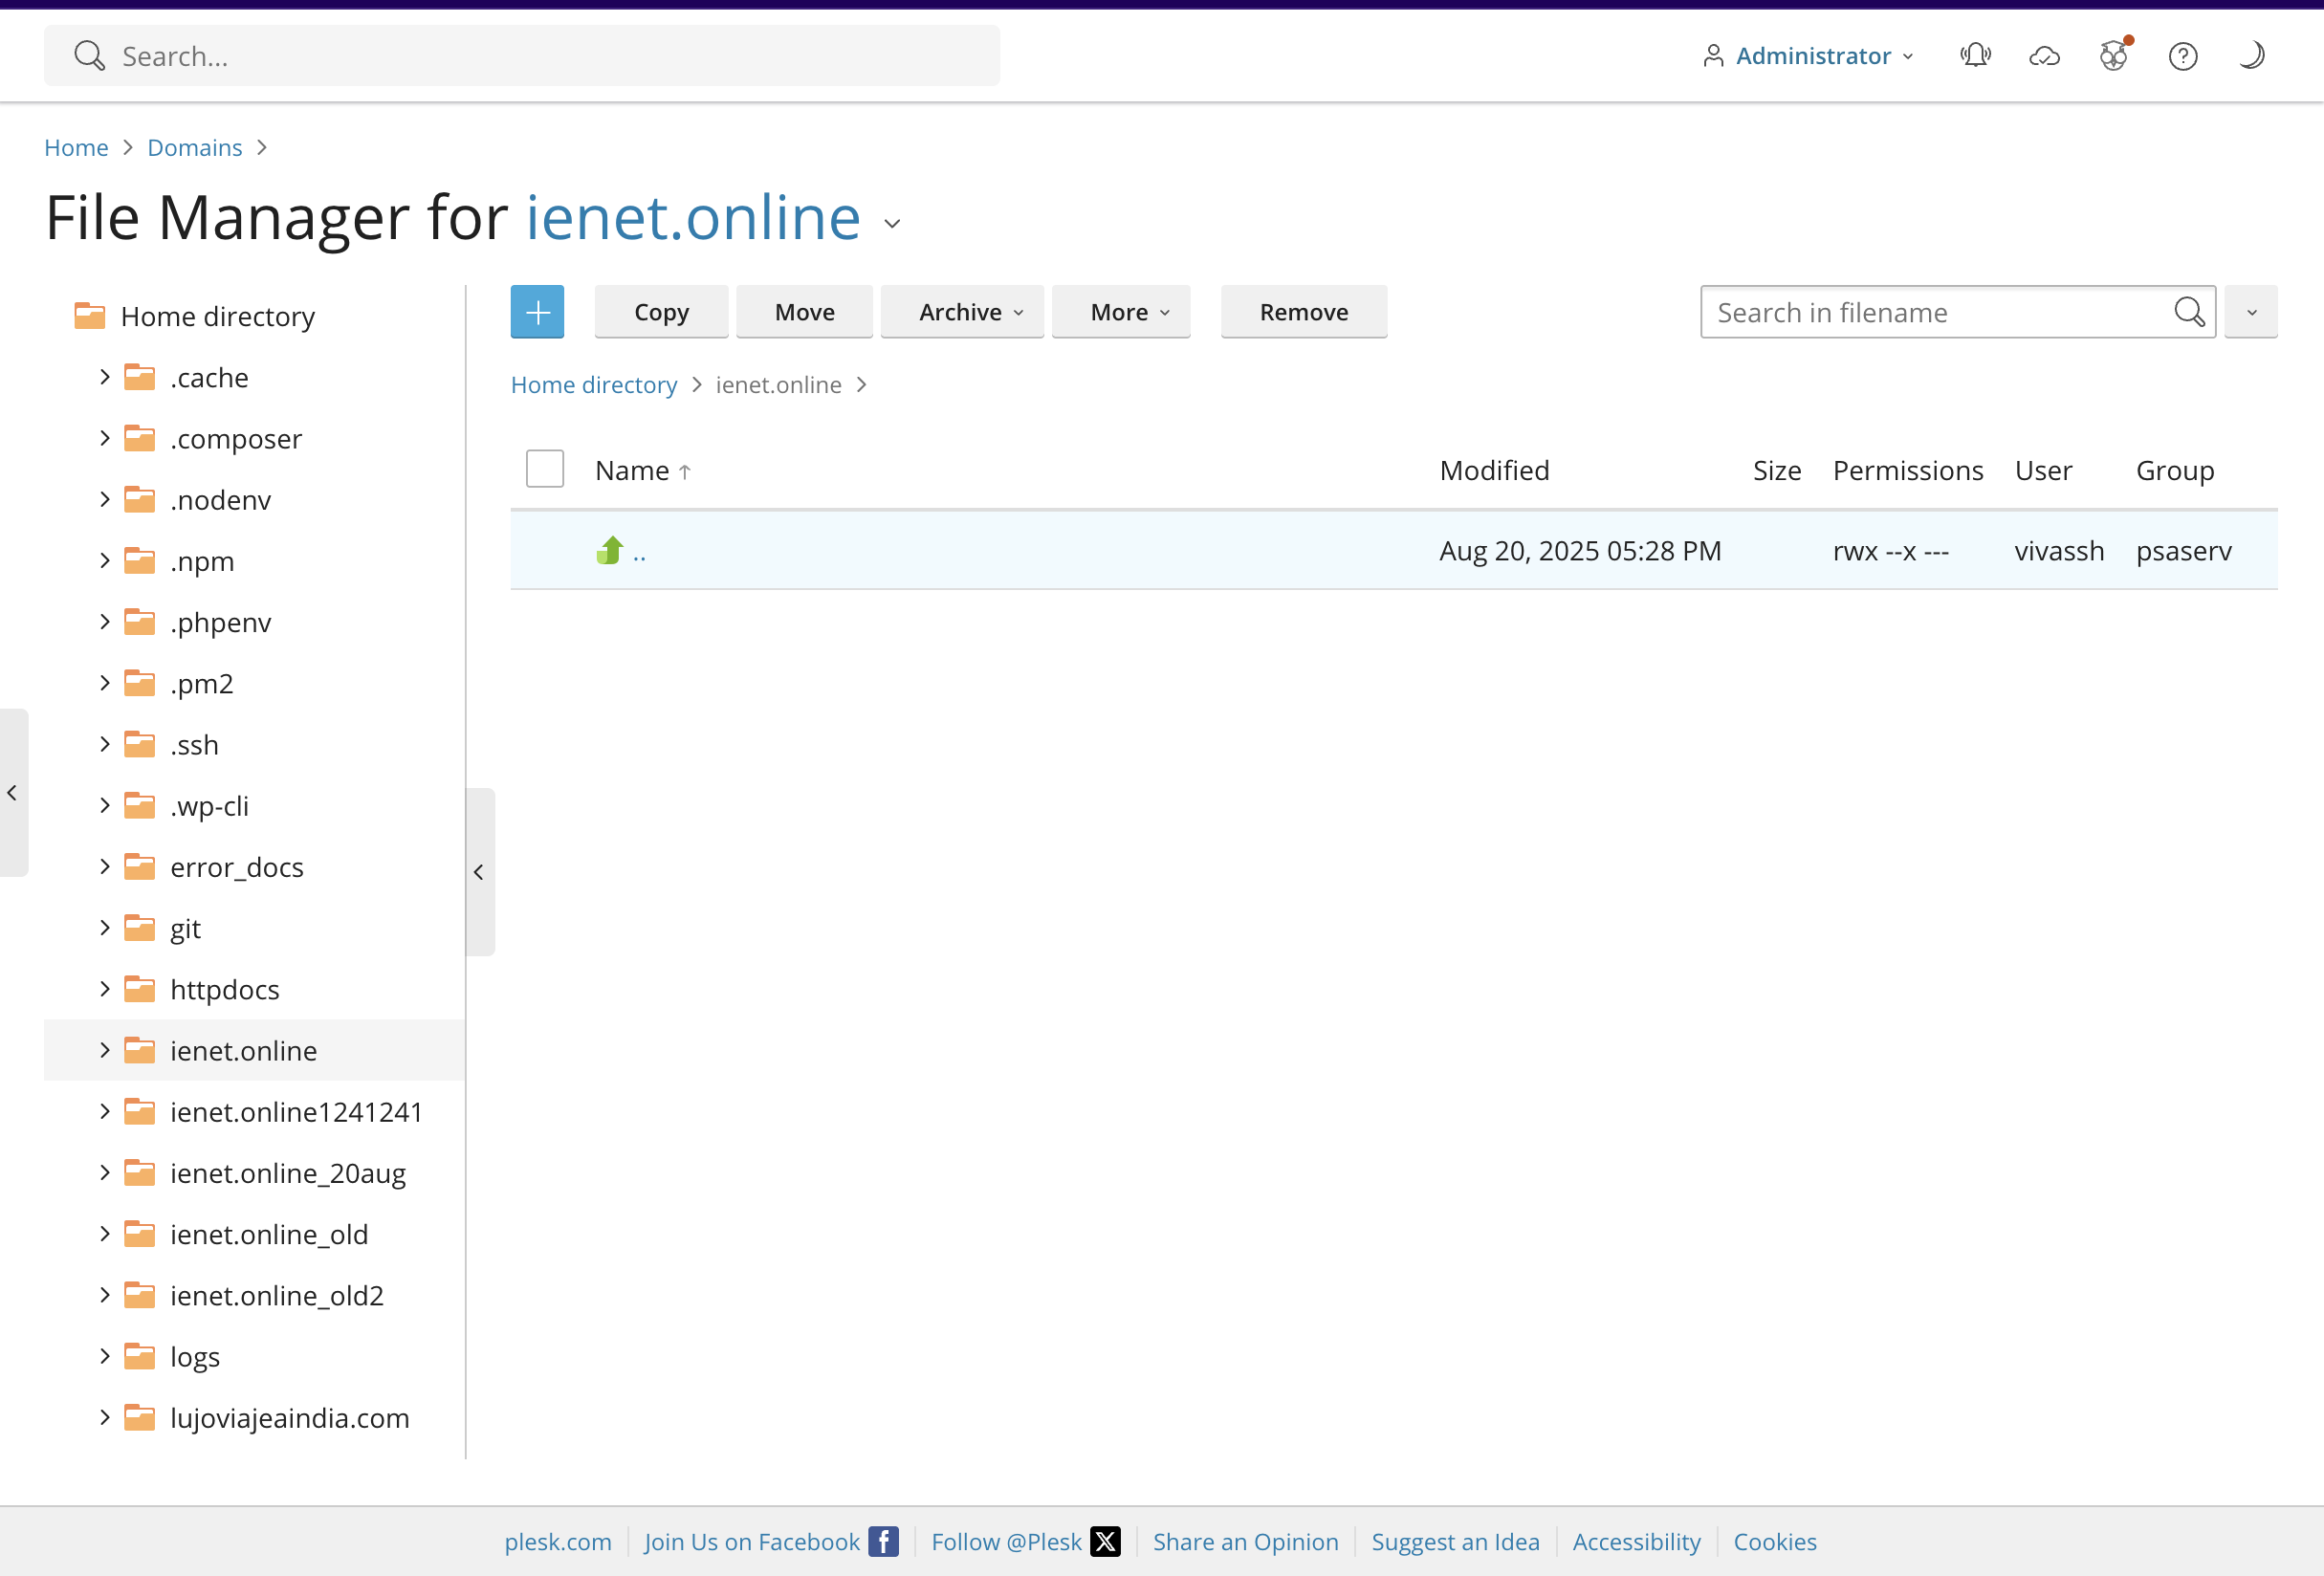 Search...
Administrator
Home > Domains >
File Manager for ienet.online
Home directory
.cache
.composer
.nodenv
.npm
.phpenv
.pm2
.ssh
.wp-cli
error_docs
git
httpdocs
ienet.online
ienet.online1241241
ienet.online_20aug
ienet.online_old
ienet.online_old2
logs
lujoviajeaindia.com
Copy Move Archive More Remove
Search in filename
Home directory > ienet.online >
Name ↑ Modified Size Permissions User Group
.. Aug 20, 2025 05:28 PM rwx --x --- vivassh psaserv
plesk.com Join Us on Facebook Follow @Plesk Share an Opinion Suggest an Idea Accessibility Cookies